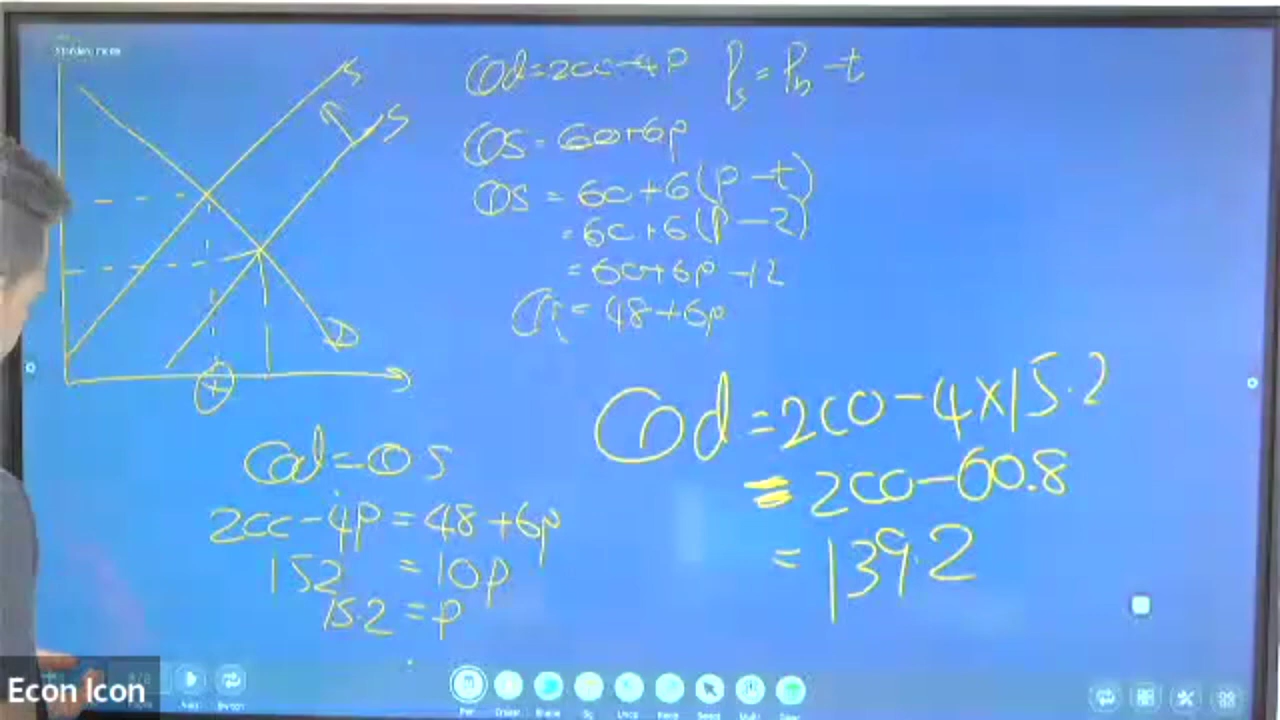 S
S
D
Qd=200-4P Ps = Pb -t
QS = 60+6p
QS = 60+6(P-t)
= 60+6(P-2)
= 60+6p -12
= 48+6p
Qd=QS
200-4P=48+6p
152 = 10p
15.2 = P
Qd=200-4×15.2
= 200-60.8
= 139.2
Econ Icon